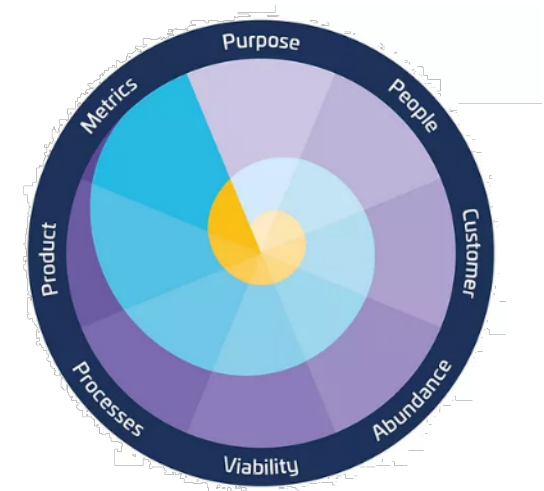 Purpose
People
Customer
Abundance
Viability
Processes
Product
Metrics